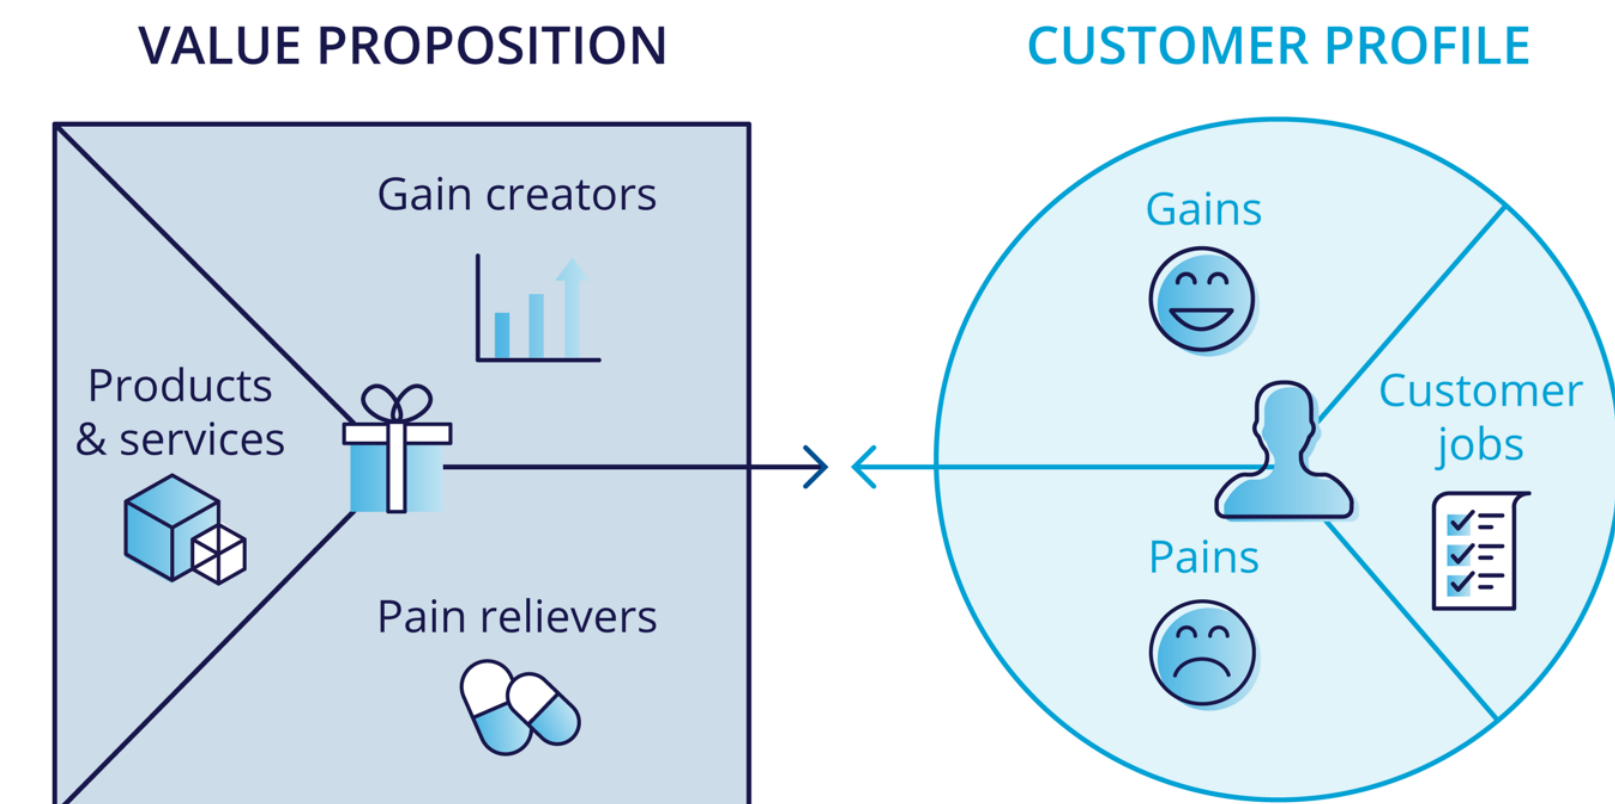 VALUE PROPOSITION
CUSTOMER PROFILE
Gain creators
Products
& services
Pain relievers
Gains
Customer
jobs
Pains